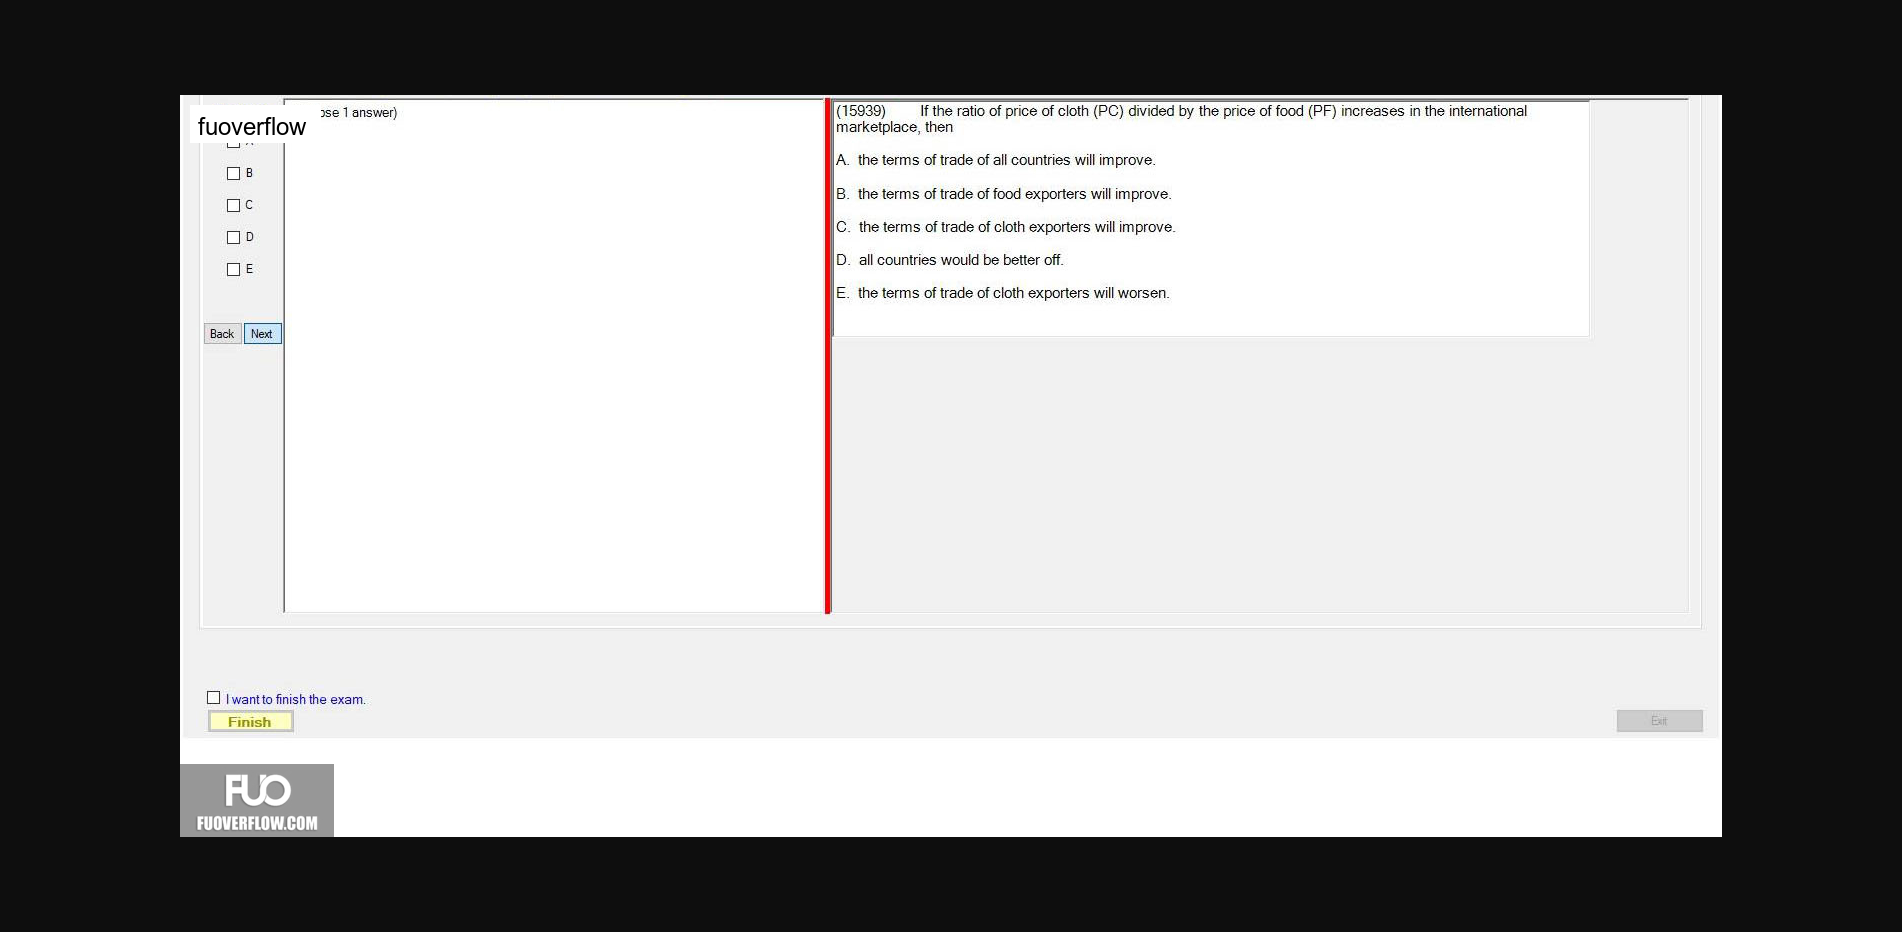 fuoverflow
ose 1 answer)
B
C
D
E
Back Next
(15939) If the ratio of price of cloth (PC) divided by the price of food (PF) increases in the international
marketplace, then
A. the terms of trade of all countries will improve.
B. the terms of trade of food exporters will improve.
C. the terms of trade of cloth exporters will improve.
D. all countries would be better off.
E. the terms of trade of cloth exporters will worsen.
I want to finish the exam.
Finish
Exit
FUO
FUOVERFLOW.COM